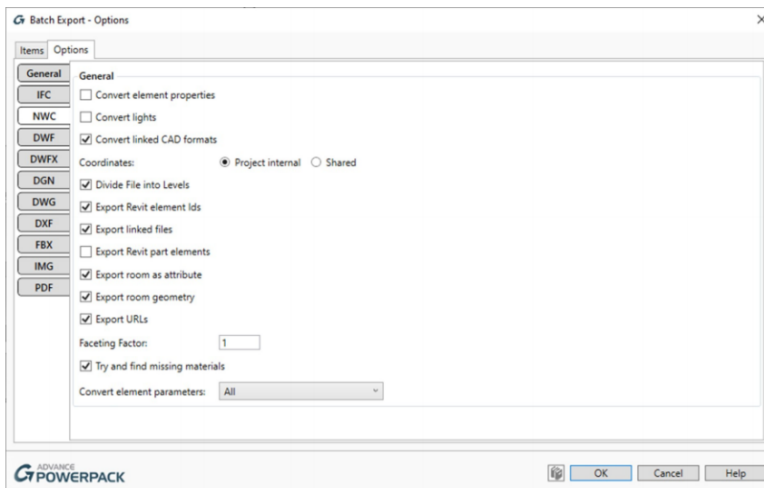 Batch Export - Options
Items Options
General
IFC
NWC
DWF
DWFX
DGN
DWG
DXF
FBX
IMG
PDF
General
Convert element properties
Convert lights
Convert linked CAD formats
Coordinates: Project internal Shared
Divide File into Levels
Export Revit element Ids
Export linked files
Export Revit part elements
Export room as attribute
Export room geometry
Export URLs
Faceting Factor: 1
Try and find missing materials
Convert element parameters: All
ADVANCE
POWERPACK
OK Cancel Help